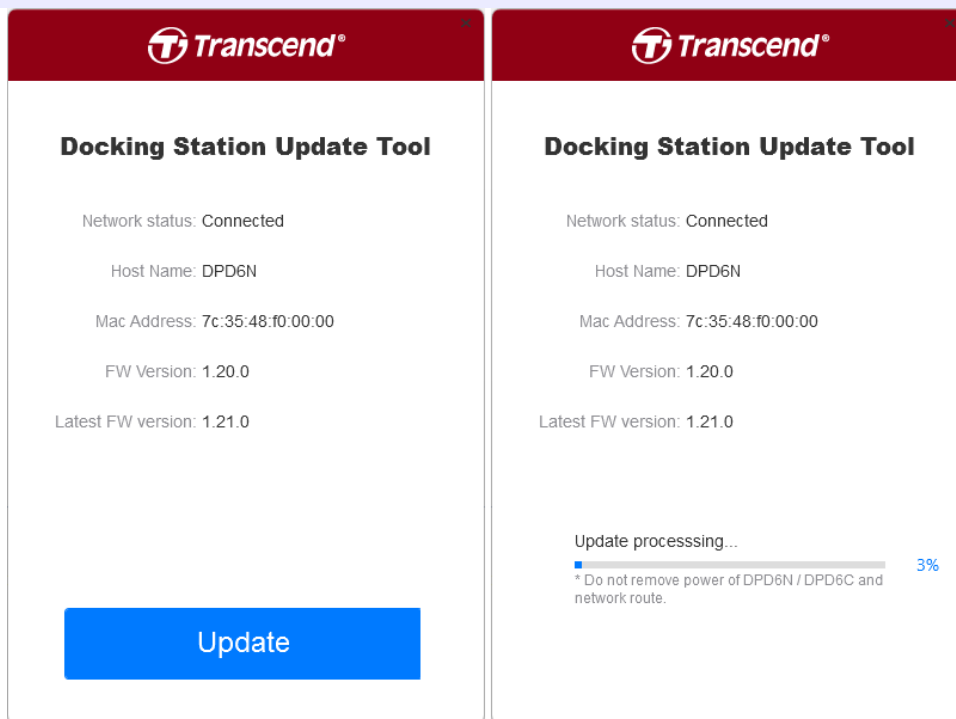 Transcend®
Docking Station Update Tool
Network status: Connected
Host Name: DPD6N
Mac Address: 7c:35:48:f0:00:00
FW Version: 1.20.0
Latest FW version: 1.21.0
Update
Transcend®
Docking Station Update Tool
Network status: Connected
Host Name: DPD6N
Mac Address: 7c:35:48:f0:00:00
FW Version: 1.20.0
Latest FW version: 1.21.0
Update processsing...
3%
* Do not remove power of DPD6N / DPD6C and
network route.